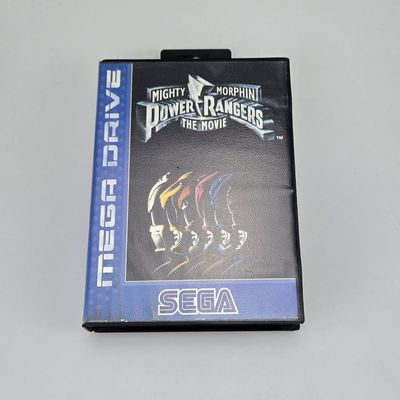 MIGHTY MORPHIN
POWER RANGERS
THE MOVIE
TM
MEGA DRIVE
SEGA